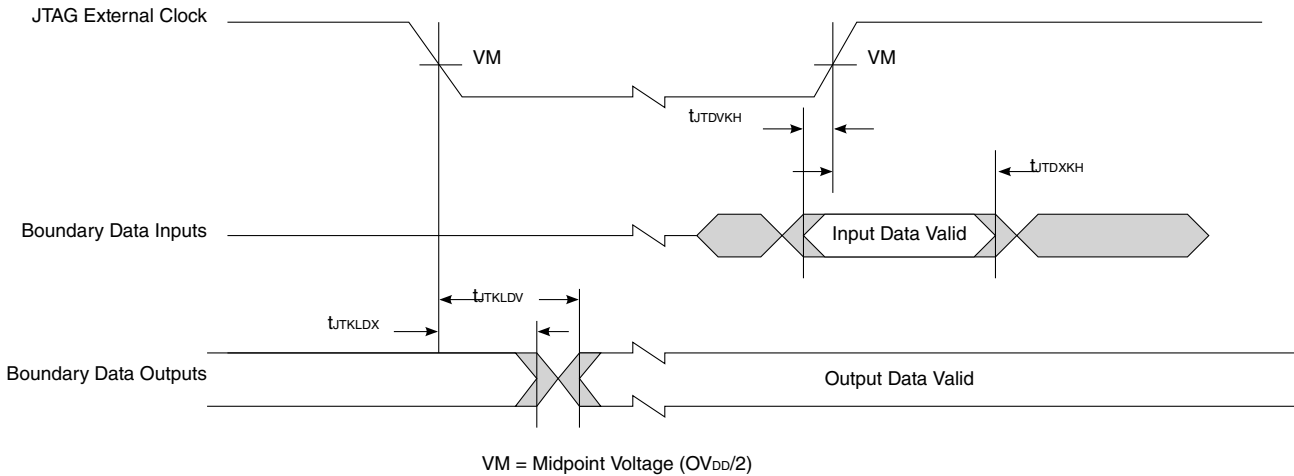 JTAG External Clock
VM
VM
tJTDVKH
tJTDXKH
Boundary Data Inputs
Input Data Valid
tJTKLDV
tJTKLDX
Boundary Data Outputs
Output Data Valid
VM = Midpoint Voltage (OVDD/2)